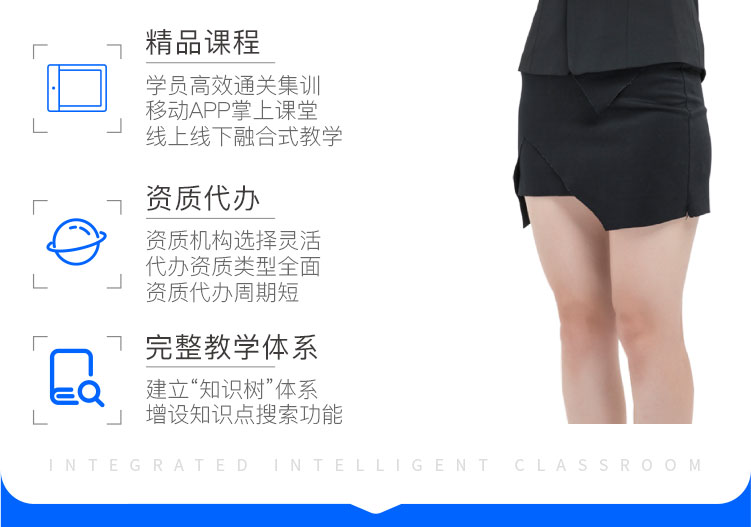 精品课程
学员高效通关集训
移动APP掌上课堂
线上线下融合式教学
资质代办
资质机构选择灵活
代办资质类型全面
资质代办周期短
完整教学体系
建立“知识树”体系
增设知识点搜索功能
INTEGRATED INTELLIGENT CLASSROOM